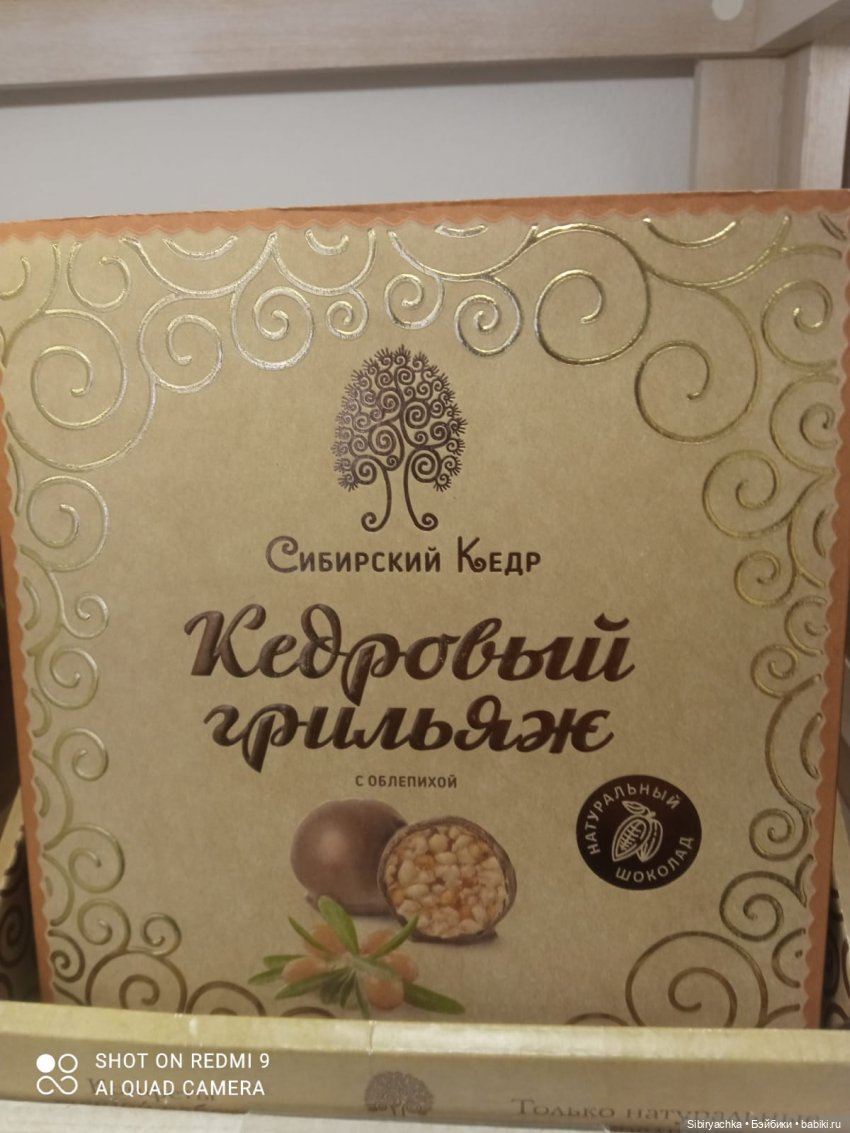 Сибирский Кедр
Кедровый
грильяж
С ОБЛЕПИХОЙ
НАТУРАЛЬНЫЙ
ШОКОЛАД
SHOT ON REDMI 9
AI QUAD CAMERA
Только натуральные
Sibiryachka • Бэйбики • babiki.ru